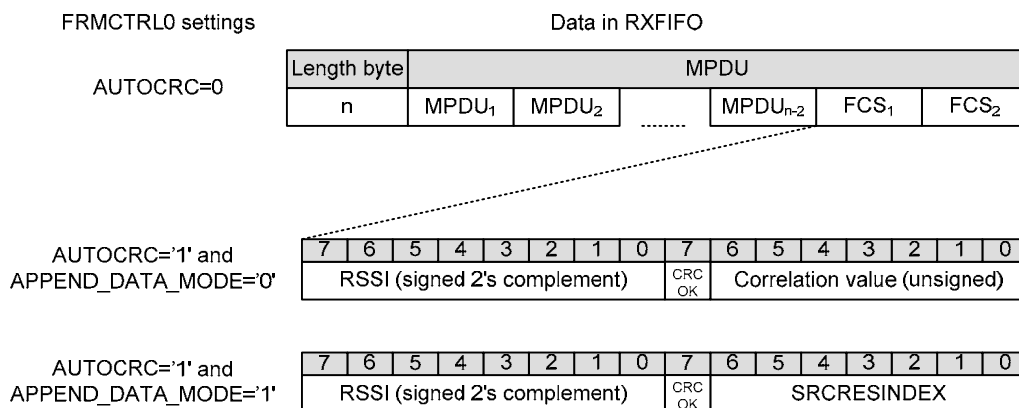 FRMCTRL0 settings Data in RXFIFO
AUTOCRC=0
Length byte MPDU
n MPDU1 MPDU2 ........ MPDUn-2 FCS1 FCS2
AUTOCRC='1' and
APPEND_DATA_MODE='0'
7 6 5 4 3 2 1 0 7 6 5 4 3 2 1 0
RSSI (signed 2's complement) CRC OK Correlation value (unsigned)
AUTOCRC='1' and
APPEND_DATA_MODE='1'
7 6 5 4 3 2 1 0 7 6 5 4 3 2 1 0
RSSI (signed 2's complement) CRC OK SRCRESINDEX